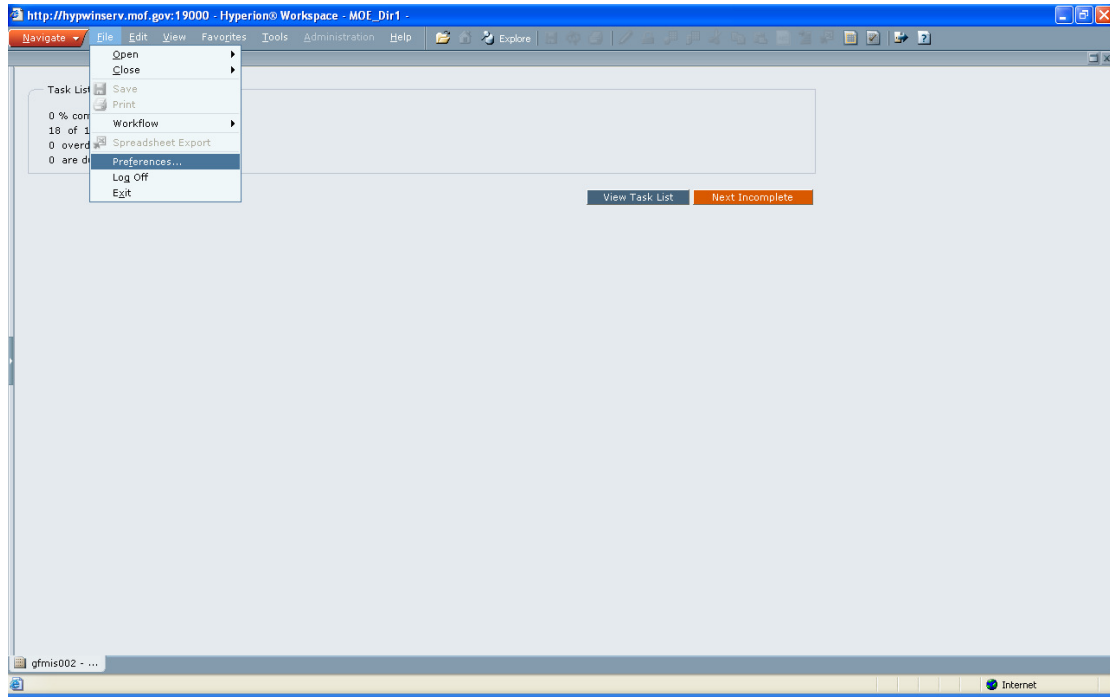 http://hypwinserv.mof.gov:19000 - Hyperion® Workspace - MOE_Dir1 -
Navigate File Edit View Favorites Tools Administration Help Explore
Open
Close
Task List
Save
Print
0 % com
Workflow
18 of 1
Spreadsheet Export
0 overd
Preferences...
0 are du
Log Off
Exit
View Task List Next Incomplete
gfmis002 - ...
Internet